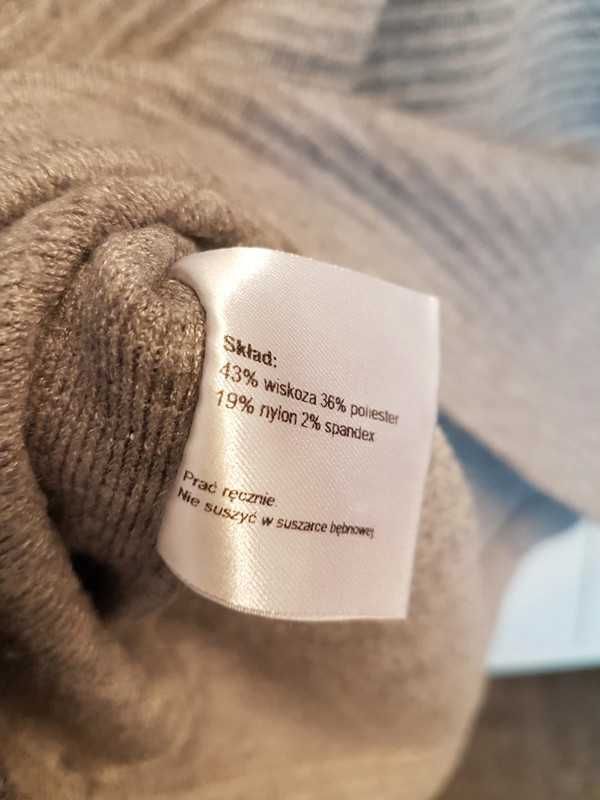 Skład:
43% wiskoza 36% poliester
19% nylon 2% spandex
Prać ręcznie.
Nie suszyć w suszarce bębnowej.